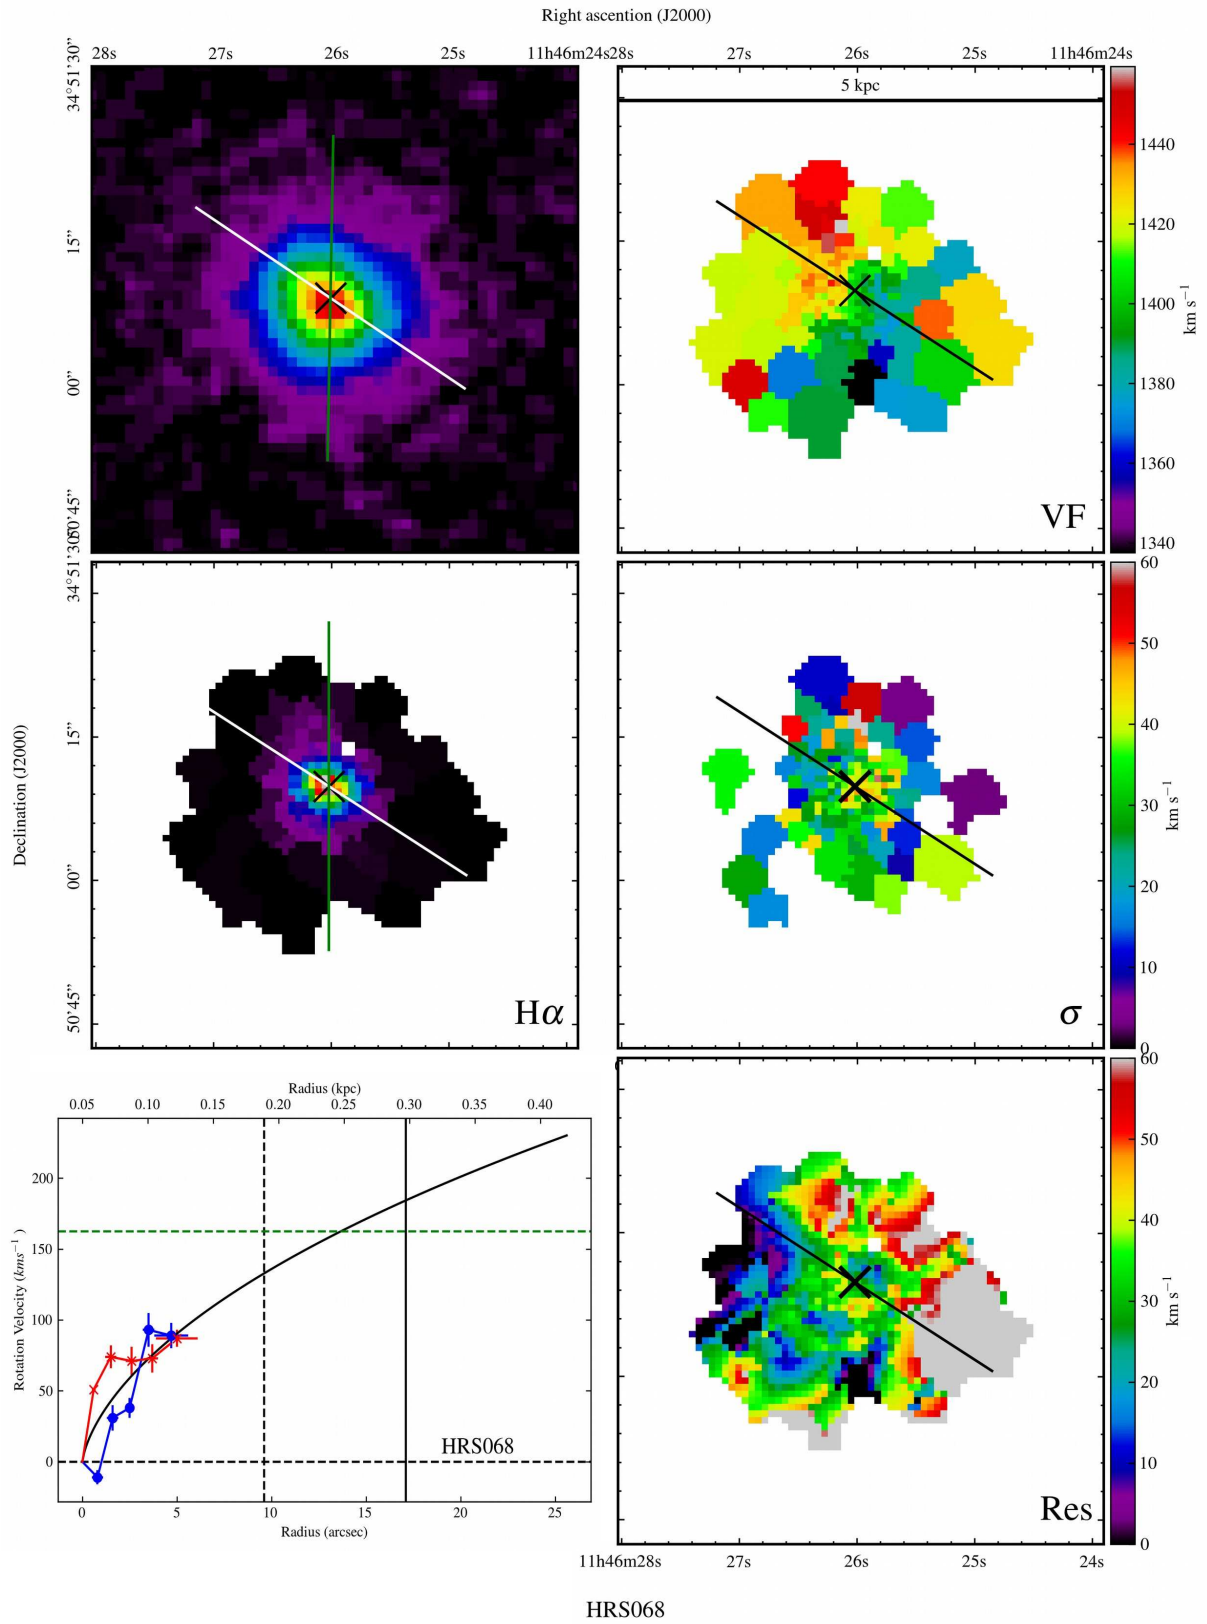 Right ascention (J2000)
28s 27s 26s 25s 11h46m24s28s 27s 26s 25s 11h46m24s
34°51'30”
15”
00”
5 kpc
VF
1440
1420
1400
1380
1360
1340
km s⁻¹
Declination (J2000)
34°51'30”
15”
00”
50'45”
Hα
σ
60
50
40
30
20
10
0
km s⁻¹
Radius (kpc)
0.05 0.10 0.15 0.20 0.25 0.30 0.35 0.40
Rotation Velocity (kms⁻¹ )
200
150
100
50
0
HRS068
0 5 10 15 20 25
Radius (arcsec)
Res
60
50
40
30
20
10
0
km s⁻¹
11h46m28s 27s 26s 25s 24s
HRS068